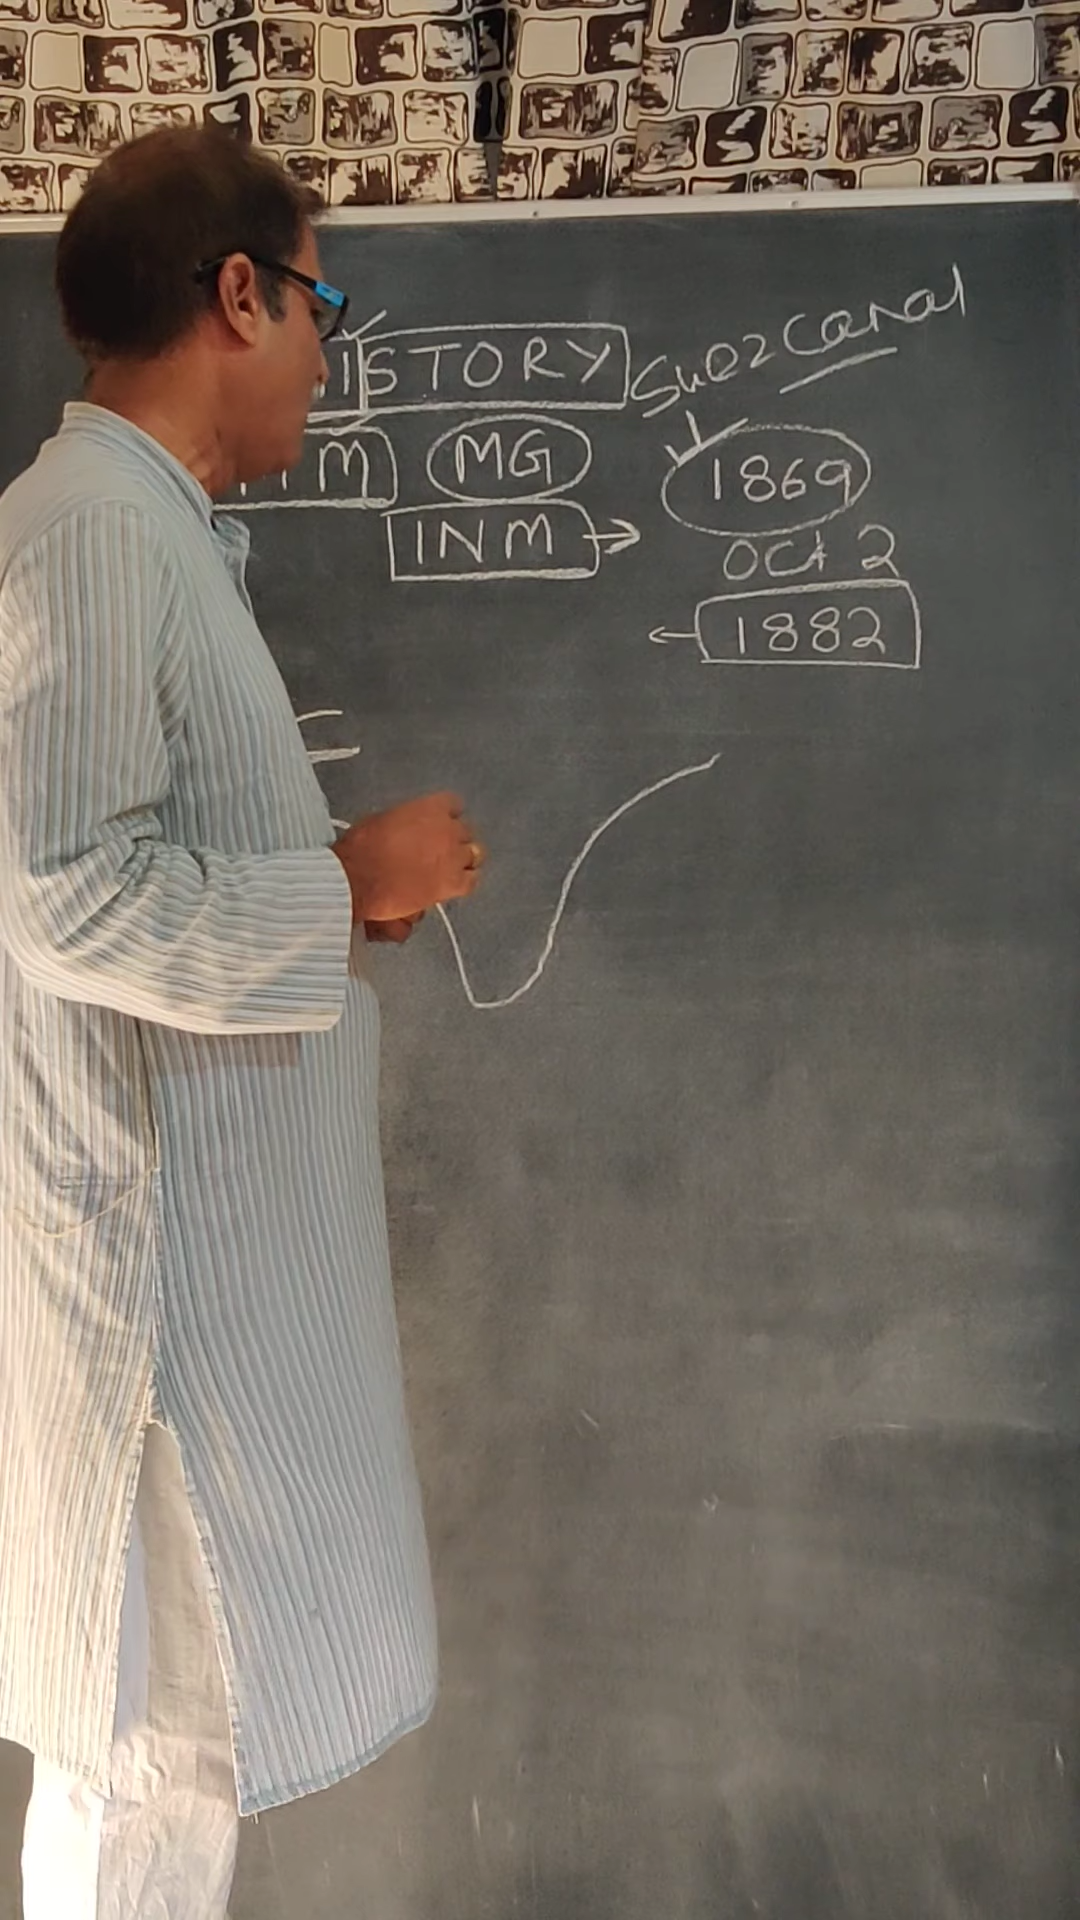 ISTORY
Suez Canal
M MG
1869
INM →
Oct 2
← 1882